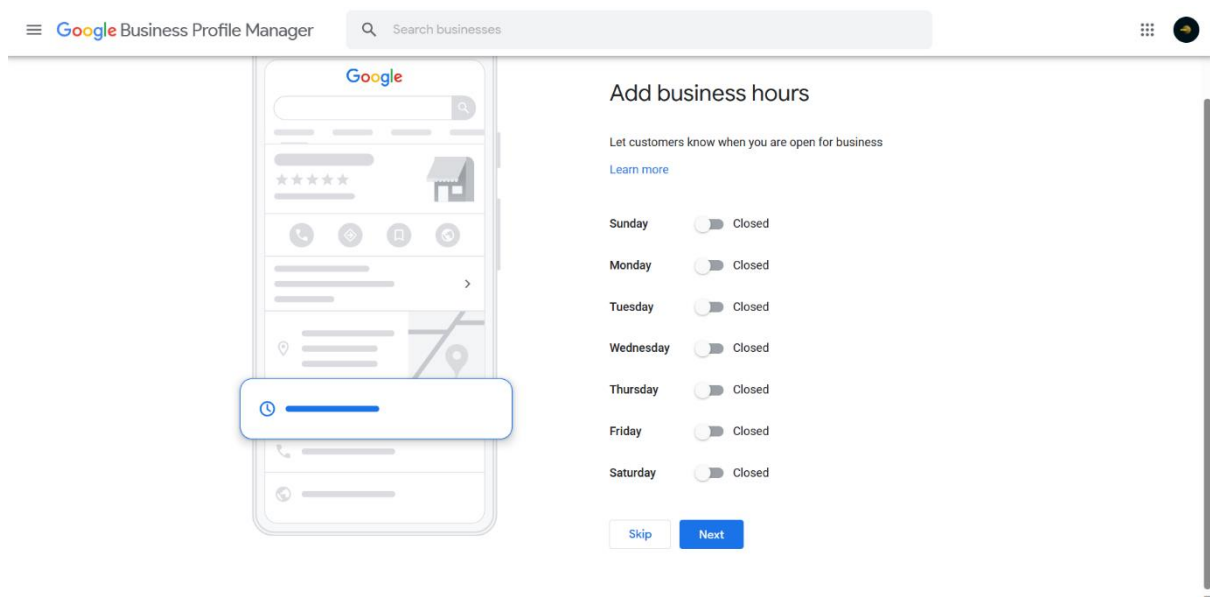 Google Business Profile Manager
Search businesses
Google
Add business hours
Let customers know when you are open for business
Learn more
Sunday Closed
Monday Closed
Tuesday Closed
Wednesday Closed
Thursday Closed
Friday Closed
Saturday Closed
Skip Next